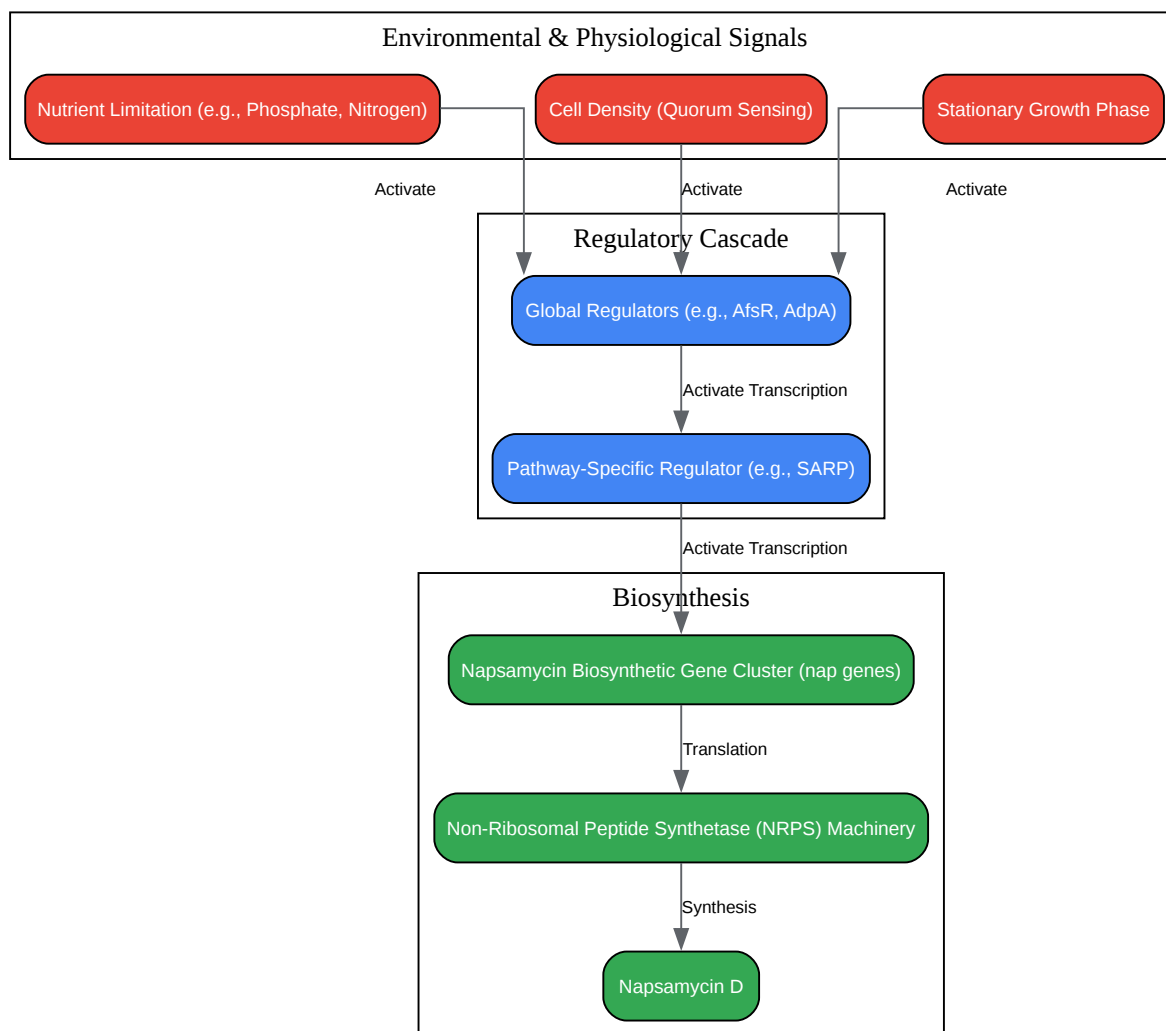 Environmental & Physiological Signals
Nutrient Limitation (e.g., Phosphate, Nitrogen)
Cell Density (Quorum Sensing)
Stationary Growth Phase
Activate
Activate
Activate
Regulatory Cascade
Global Regulators (e.g., AfsR, AdpA)
Activate Transcription
Pathway-Specific Regulator (e.g., SARP)
Activate Transcription
Biosynthesis
Napsamycin Biosynthetic Gene Cluster (nap genes)
Translation
Non-Ribosomal Peptide Synthetase (NRPS) Machinery
Synthesis
Napsamycin D